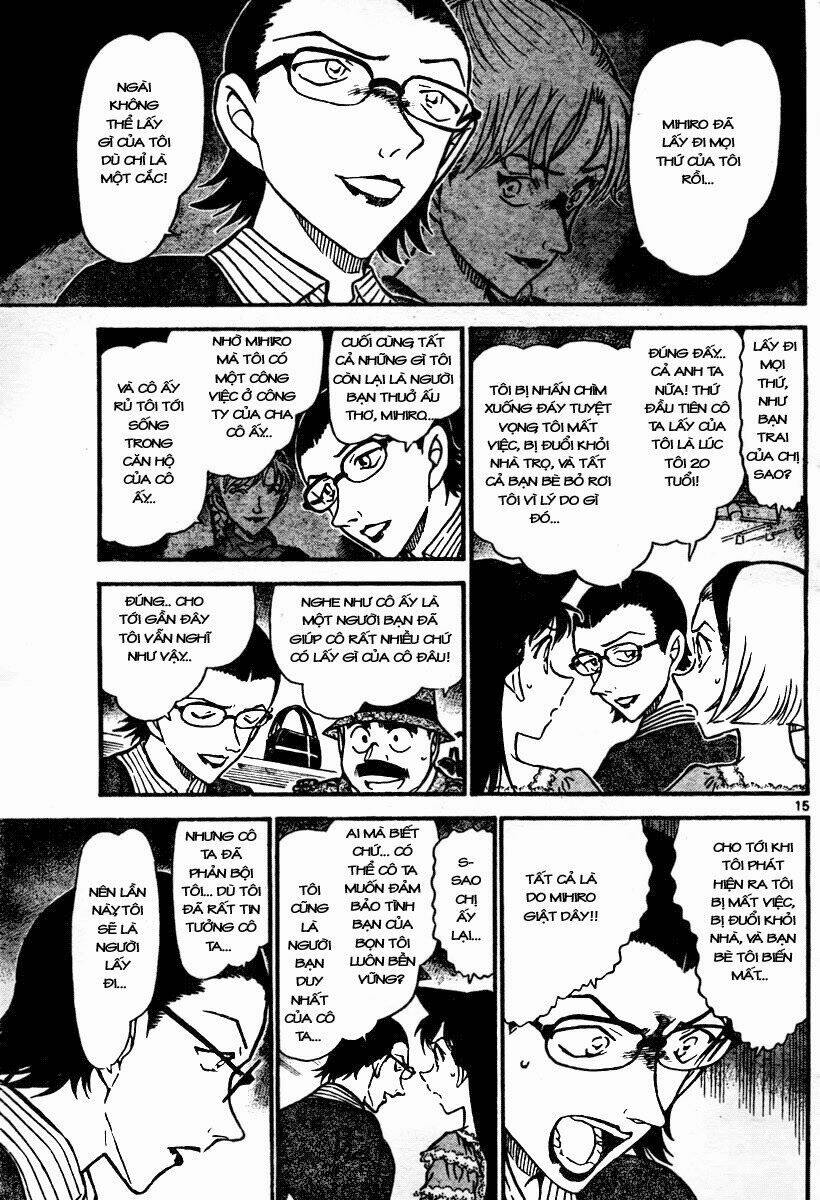 MIHIRO ĐÃ
LẤY ĐI MỌI
THỨ CỦA TÔI
RỒI...
NGÀI
KHÔNG
THỂ LẤY
GÌ CỦA TÔI
DÙ CHỈ LÀ
MỘT CẮC!
LẤY ĐI
MỌI
THỨ,
NHƯ
BẠN
TRAI
CỦA CHỊ
SAO?
ĐÚNG ĐẤY..
CẢ ANH TA
NỮA! THỨ
ĐẦU TIÊN CÔ
TA LẤY CỦA
TÔI LÀ LÚC
TÔI 20
TUỔI!
TÔI BỊ NHẤN CHÌM
XUỐNG ĐÁY TUYỆT
VỌNG TÔI MẤT
VIỆC, BỊ ĐUỔI KHỎI
NHÀ TRỌ, VÀ TẤT
CẢ BẠN BÈ BỎ RƠI
TÔI VÌ LÝ DO GÌ
ĐÓ...
CUỐI CÙNG, TẤT
CẢ NHỮNG GÌ TÔI
CÒN LẠI LÀ NGƯỜI
BẠN THUỞ ẤU
THƠ, MIHIRO...
NHỜ MIHIRO
MÀ TÔI CÓ
MỘT CÔNG
VIỆC Ở CÔNG
TY CỦA CHA
CÔ ẤY..
VÀ CÔ ẤY
RỦ TÔI TỚI
SỐNG
TRONG
CĂN HỘ
CỦA CÔ
ẤY...
NGHE NHƯ CÔ ẤY LÀ
MỘT NGƯỜI BẠN ĐÃ
GIÚP CÔ RẤT NHIỀU CHỨ
CÓ LẤY GÌ CỦA CÔ ĐÂU!
ĐÚNG.. CHO
TỚI GẦN ĐÂY
TÔI VẪN NGHĨ
NHƯ VẬY...
15
CHO TỚI
KHI TÔI
PHÁT
HIỆN RA TÔI
BỊ MẤT VIỆC,
BỊ ĐUỔI KHỎI
NHÀ, VÀ BẠN
BÈ TÔI BIẾN
MẤT...
TẤT CẢ LÀ
DO MIHIRO
GIẬT DÂY!!
S-
SAO CHỊ
ẤY LẠI...
AI MÀ BIẾT
CHỨ... CÓ
THỂ CÔ TA
MUỐN ĐẢM
BẢO TÌNH
BẠN CỦA
BỌN TÔI
LUÔN BỀN
VỮNG?
TÔI
CŨNG
LÀ
NGƯỜI
BẠN
DUY
NHẤT
CỦA CÔ
TA...
NHƯNG CÔ
TA ĐÃ
PHẢN BỘI
TÔI... DÙ TÔI
ĐÃ RẤT TIN
TƯỞNG CÔ
TA...
NÊN LẦN
NÀY, TÔI
SẼ LÀ
NGƯỜI
LẤY
ĐI...